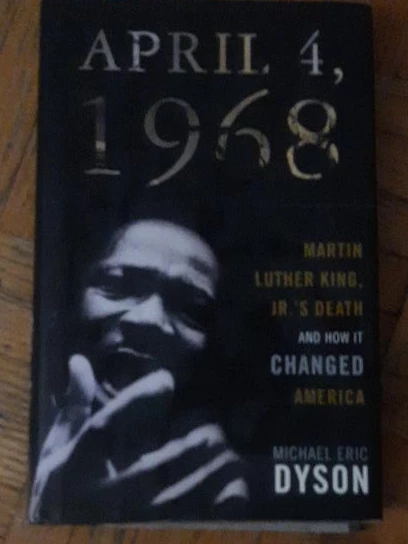 APRIL 4,
1968
MARTIN
LUTHER KING,
JR.'S DEATH
AND HOW IT
CHANGED
AMERICA
MICHAEL ERIC
DYSON